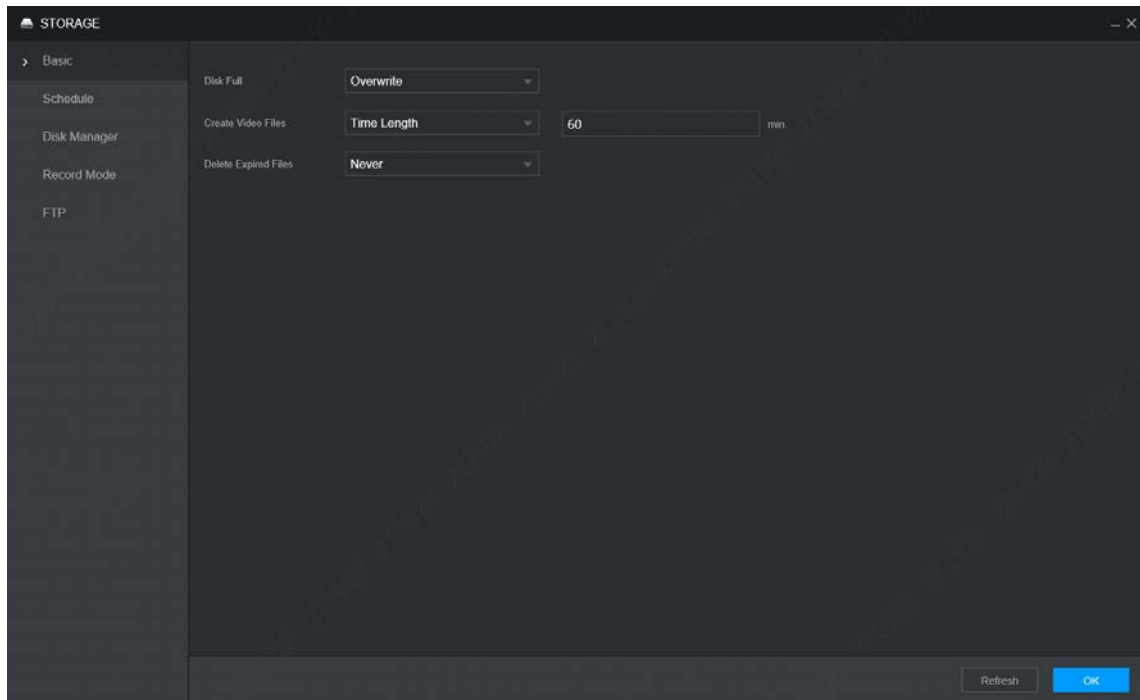 STORAGE
Basic
Schedule
Disk Manager
Record Mode
FTP
Disk Full Overwrite
Create Video Files Time Length 60 min
Delete Expired Files Never
Refresh OK